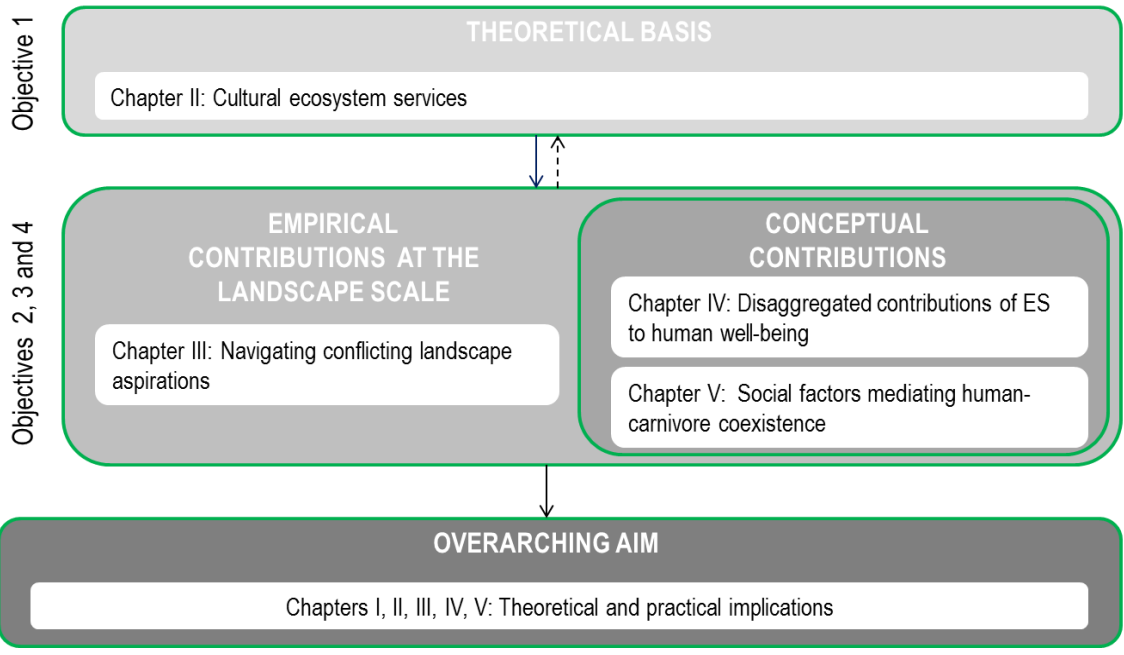 Objective 1
THEORETICAL BASIS
Chapter II: Cultural ecosystem services
Objectives 2, 3 and 4
EMPIRICAL
CONTRIBUTIONS AT THE
LANDSCAPE SCALE
Chapter III: Navigating conflicting landscape
aspirations
CONCEPTUAL
CONTRIBUTIONS
Chapter IV: Disaggregated contributions of ES
to human well-being
Chapter V: Social factors mediating human-
carnivore coexistence
OVERARCHING AIM
Chapters I, II, III, IV, V: Theoretical and practical implications